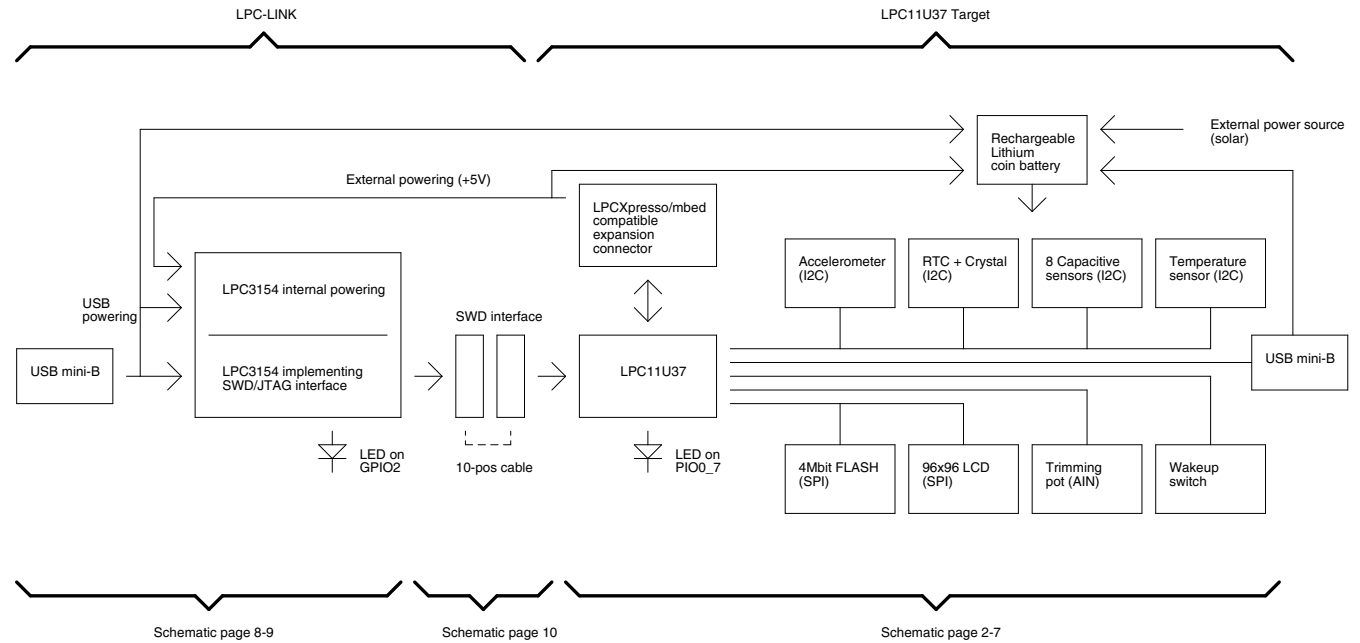 LPC-LINK
LPC11U37 Target
External power source
(solar)
Rechargeable
Lithium
coin battery
External powering (+5V)
LPCXpresso/mbed
compatible
expansion
connector
Accelerometer
(I2C)
RTC + Crystal
(I2C)
8 Capacitive
sensors (I2C)
Temperature
sensor (I2C)
LPC3154 internal powering
USB
powering
SWD interface
USB mini-B
LPC3154 implementing
SWD/JTAG interface
LPC11U37
USB mini-B
LED on
GPIO2
10-pos cable
LED on
PIO0_7
4Mbit FLASH
(SPI)
96x96 LCD
(SPI)
Trimming
pot (AIN)
Wakeup
switch
Schematic page 8-9
Schematic page 10
Schematic page 2-7